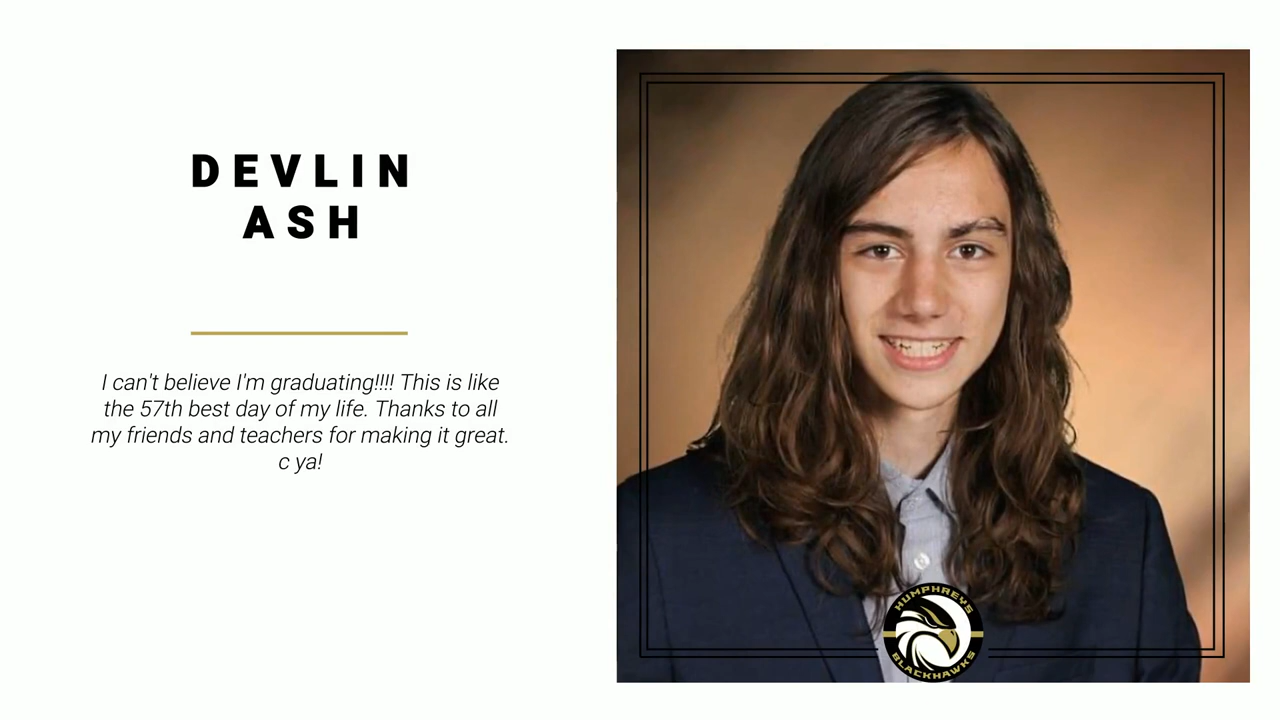 DEVLIN
ASH
I can't believe I'm graduating!!!! This is like
the 57th best day of my life. Thanks to all
my friends and teachers for making it great.
c ya!
HUMPHREYS
BLACKHAWKS